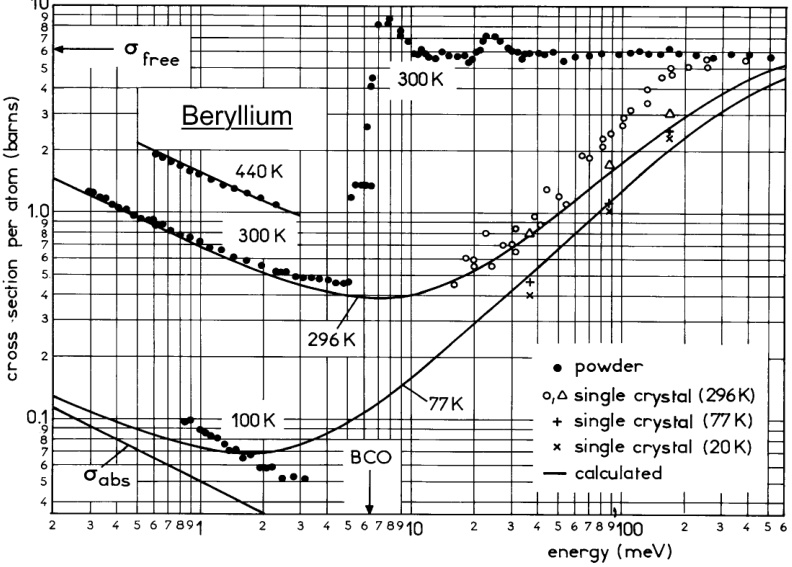 10
9
8
7
6
5
4
3
2
1.0
9
8
7
6
5
4
3
2
0.1
9
8
7
6
5
4
cross-section per atom (barns)
σ free
Beryllium
440 K
300 K
300 K
296 K
77 K
100 K
σ abs
BCO
● powder
○,△ single crystal (296 K)
+ single crystal (77 K)
× single crystal (20 K)
— calculated
2 3 4 5 6 7 8 9 1 2 3 4 5 6 7 8 9 10 2 3 4 5 6 7 8 9 100 2 3 4 5 6
energy (meV)